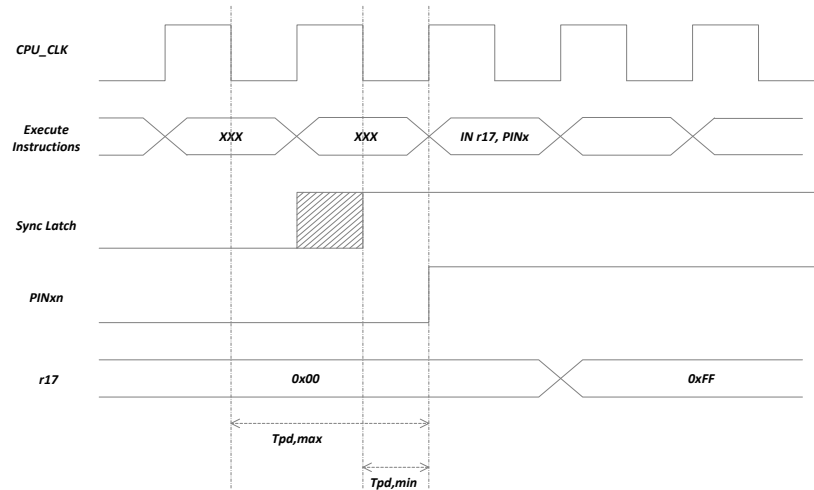 CPU_CLK
Execute
Instructions
XXX
XXX
IN r17, PINx
Sync Latch
PINxn
r17
0x00
0xFF
Tpd,max
Tpd,min